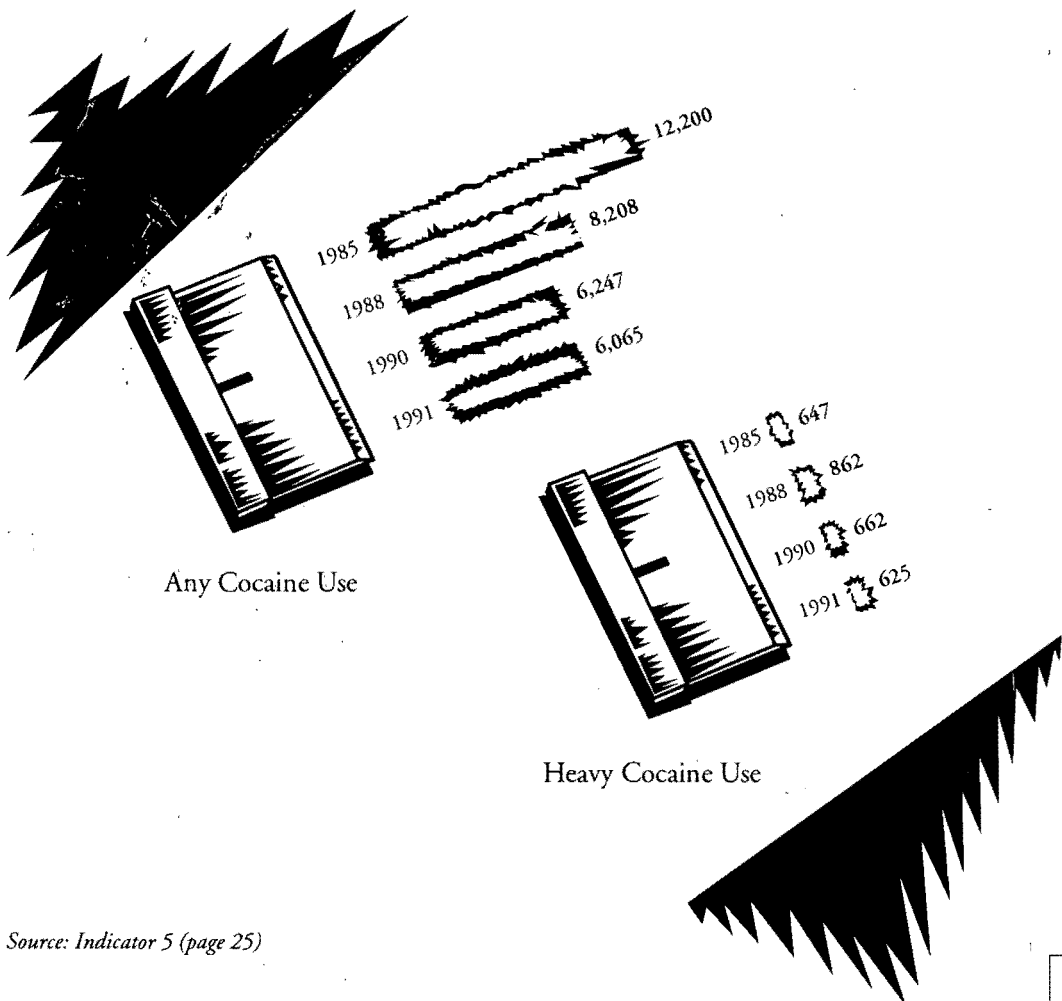 1985 12,200
1988 8,208
1990 6,247
1991 6,065
Any Cocaine Use
1985 647
1988 862
1990 662
1991 625
Heavy Cocaine Use
Source: Indicator 5 (page 25)